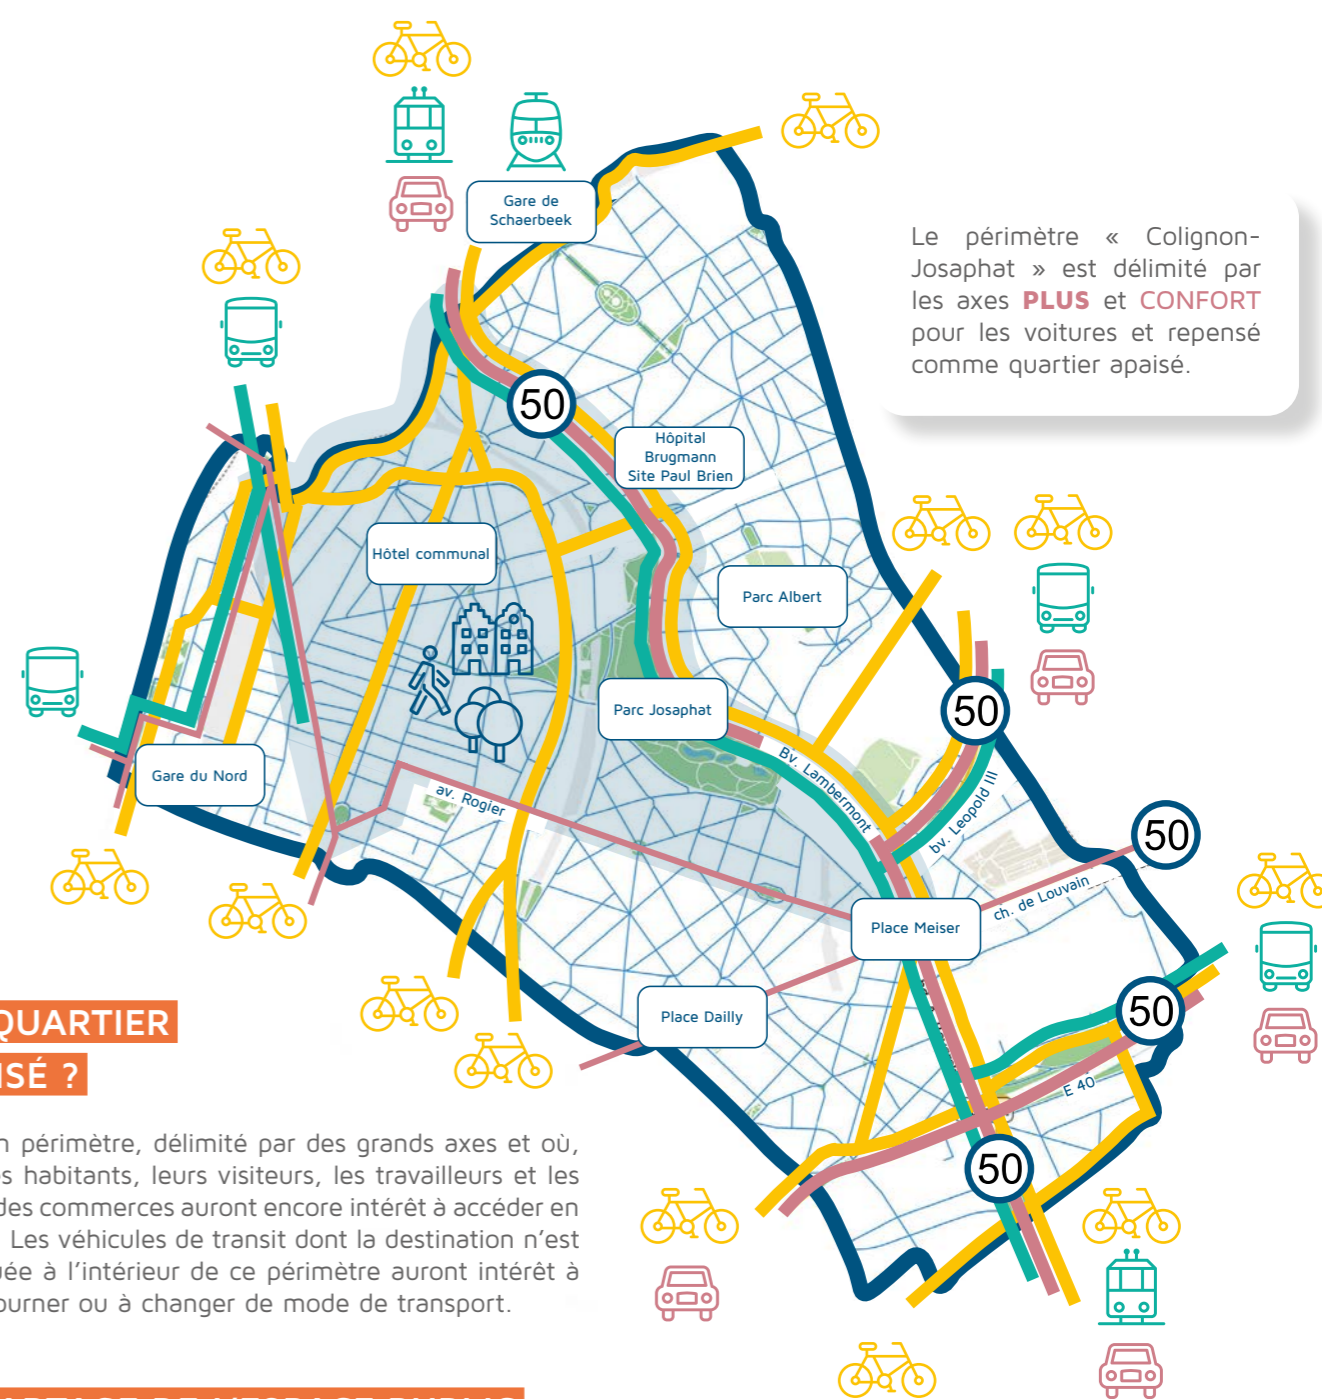 Gare de
Schaerbeek
Le périmètre « Colignon-
Josaphat » est délimité par
les axes PLUS et CONFORT
pour les voitures et repensé
comme quartier apaisé.
50
Hôpital
Brugmann
Site Paul Brien
Hôtel communal
Parc Albert
Parc Josaphat
50
Gare du Nord
Bv. Lambermont
av. Rogier
bv. Leopold III
50
ch. de Louvain
Place Meiser
Place Dailly
50
E 40
50
QUARTIER
ISÉ ?
n périmètre, délimité par des grands axes et où,
es habitants, leurs visiteurs, les travailleurs et les
des commerces auront encore intérêt à accéder en
. Les véhicules de transit dont la destination n'est
uée à l'intérieur de ce périmètre auront intérêt à
ourner ou à changer de mode de transport.